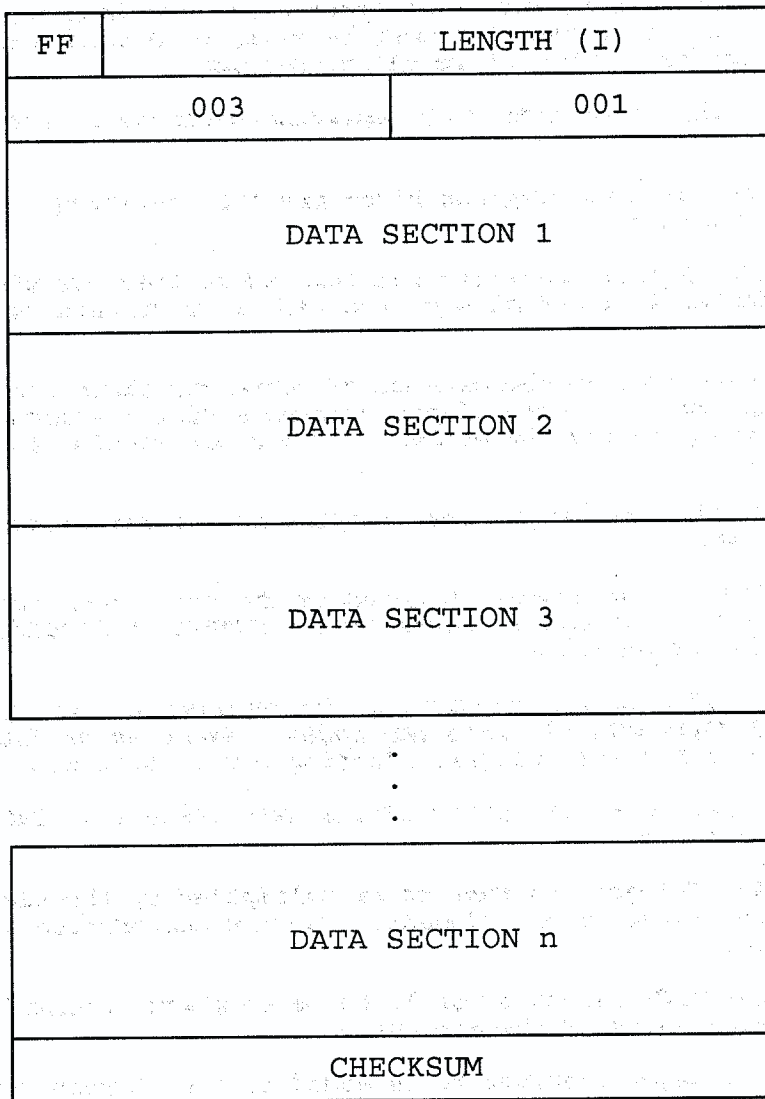 FF LENGTH (I)
003 001
DATA SECTION 1
DATA SECTION 2
DATA SECTION 3
.
.
.
DATA SECTION n
CHECKSUM